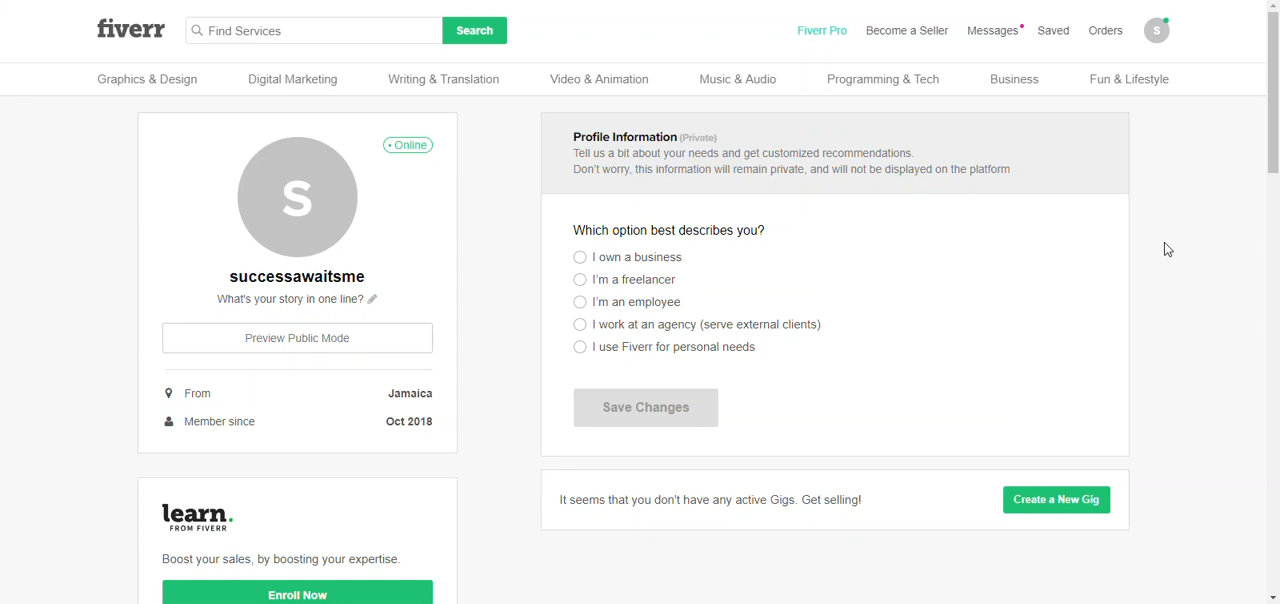 fiverr
Find Services
Search
Fiverr Pro
Become a Seller
Messages
Saved
Orders
S
Graphics & Design
Digital Marketing
Writing & Translation
Video & Animation
Music & Audio
Programming & Tech
Business
Fun & Lifestyle
• Online
S
successawaitsme
What's your story in one line?
Preview Public Mode
From Jamaica
Member since Oct 2018
learn.
FROM FIVERR
Boost your sales, by boosting your expertise.
Enroll Now
Profile Information (Private)
Tell us a bit about your needs and get customized recommendations.
Don't worry, this information will remain private, and will not be displayed on the platform
Which option best describes you?
I own a business
I'm a freelancer
I'm an employee
I work at an agency (serve external clients)
I use Fiverr for personal needs
Save Changes
It seems that you don't have any active Gigs. Get selling!
Create a New Gig